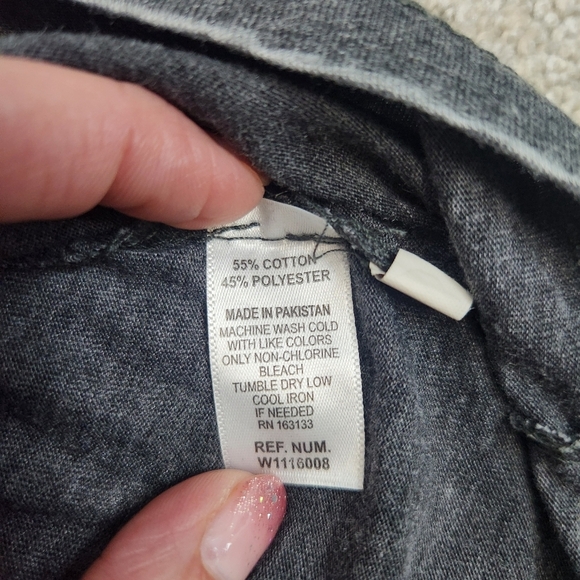 55% COTTON
45% POLYESTER
MADE IN PAKISTAN
MACHINE WASH COLD
WITH LIKE COLORS
ONLY NON-CHLORINE
BLEACH
TUMBLE DRY LOW
COOL IRON
IF NEEDED
RN 163133
REF. NUM.
W1116008